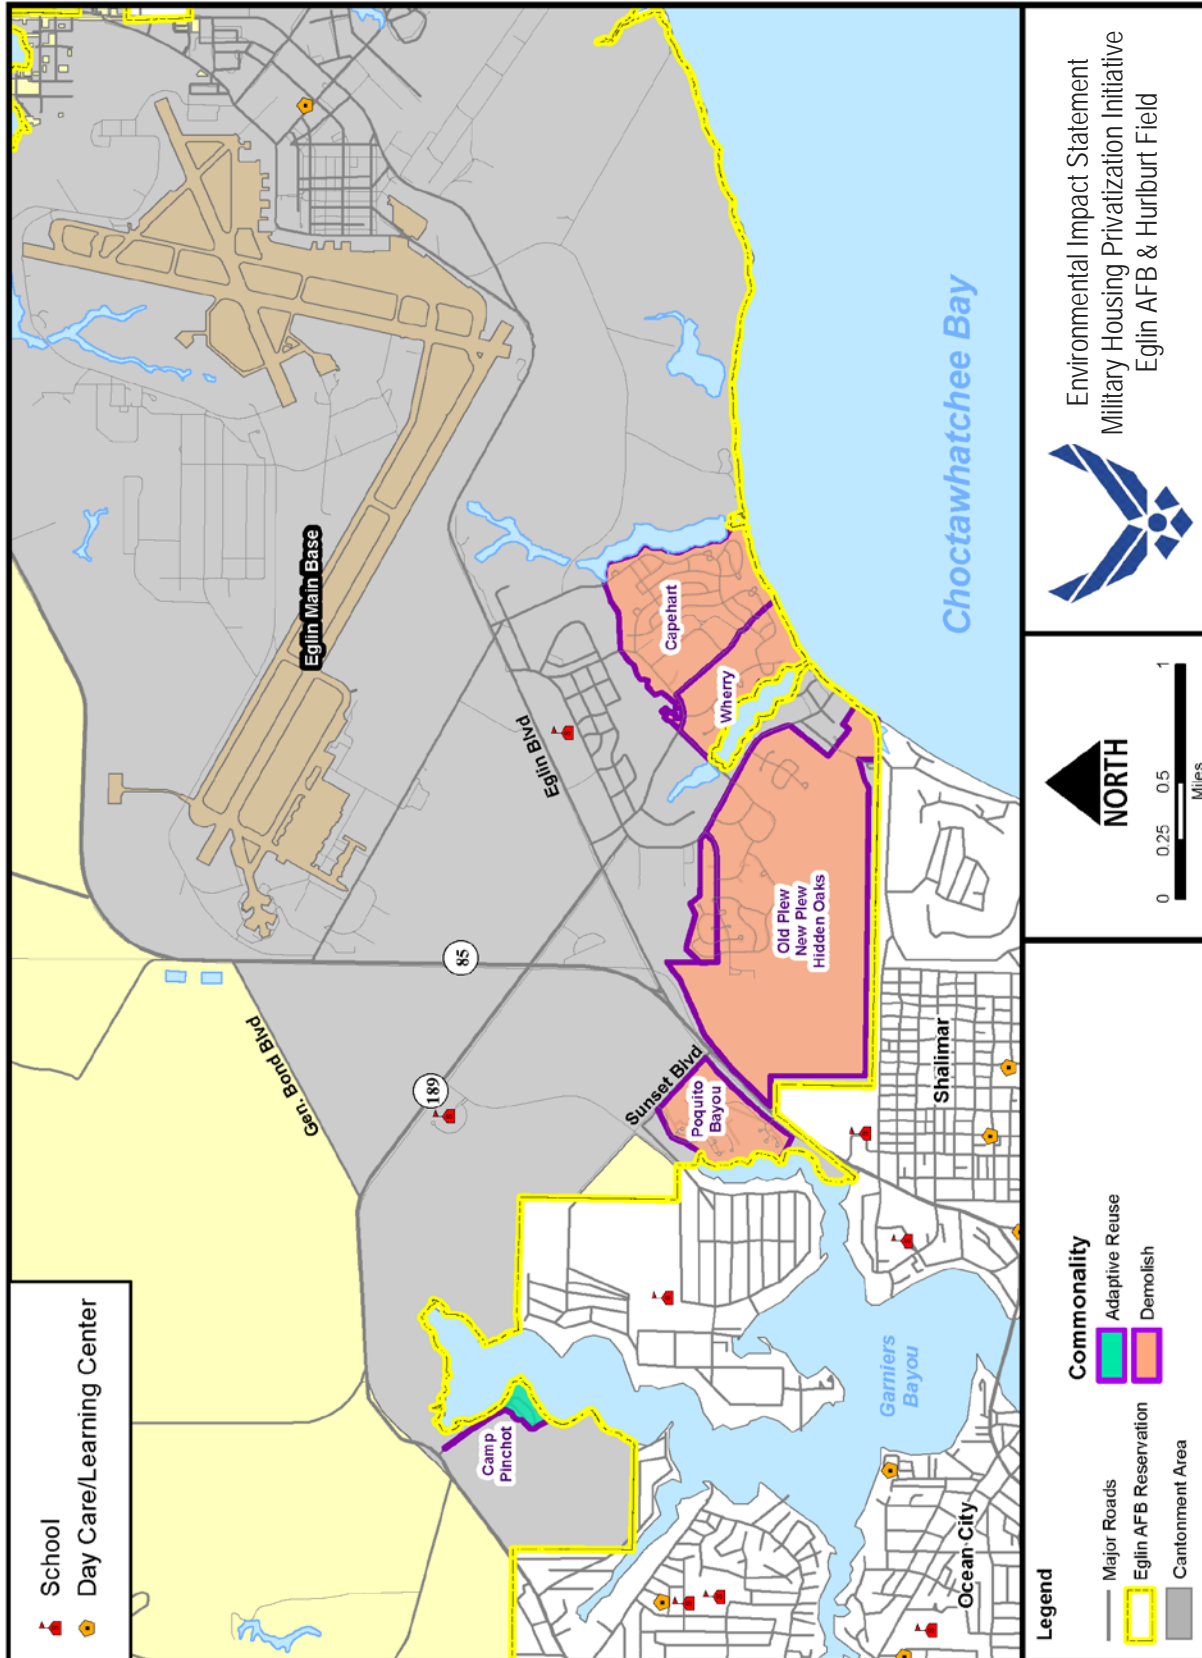 School
Day Care/Learning Center
Eglin Main Base
Gen. Bond Blvd
Eglin Blvd
85
189
Sunset Blvd
Camp
Pinchot
Poquito
Bayou
Old Plew
New Plew
Hidden Oaks
Wherry
Capehart
Choctawhatchee Bay
Garniers
Bayou
Ocean City
Shalimar
Legend
Major Roads
Eglin AFB Reservation
Cantonment Area
Commonality
Adaptive Reuse
Demolish
NORTH
0 0.25 0.5 1
Miles
Environmental Impact Statement
Military Housing Privatization Initiative
Eglin AFB & Hurlburt Field